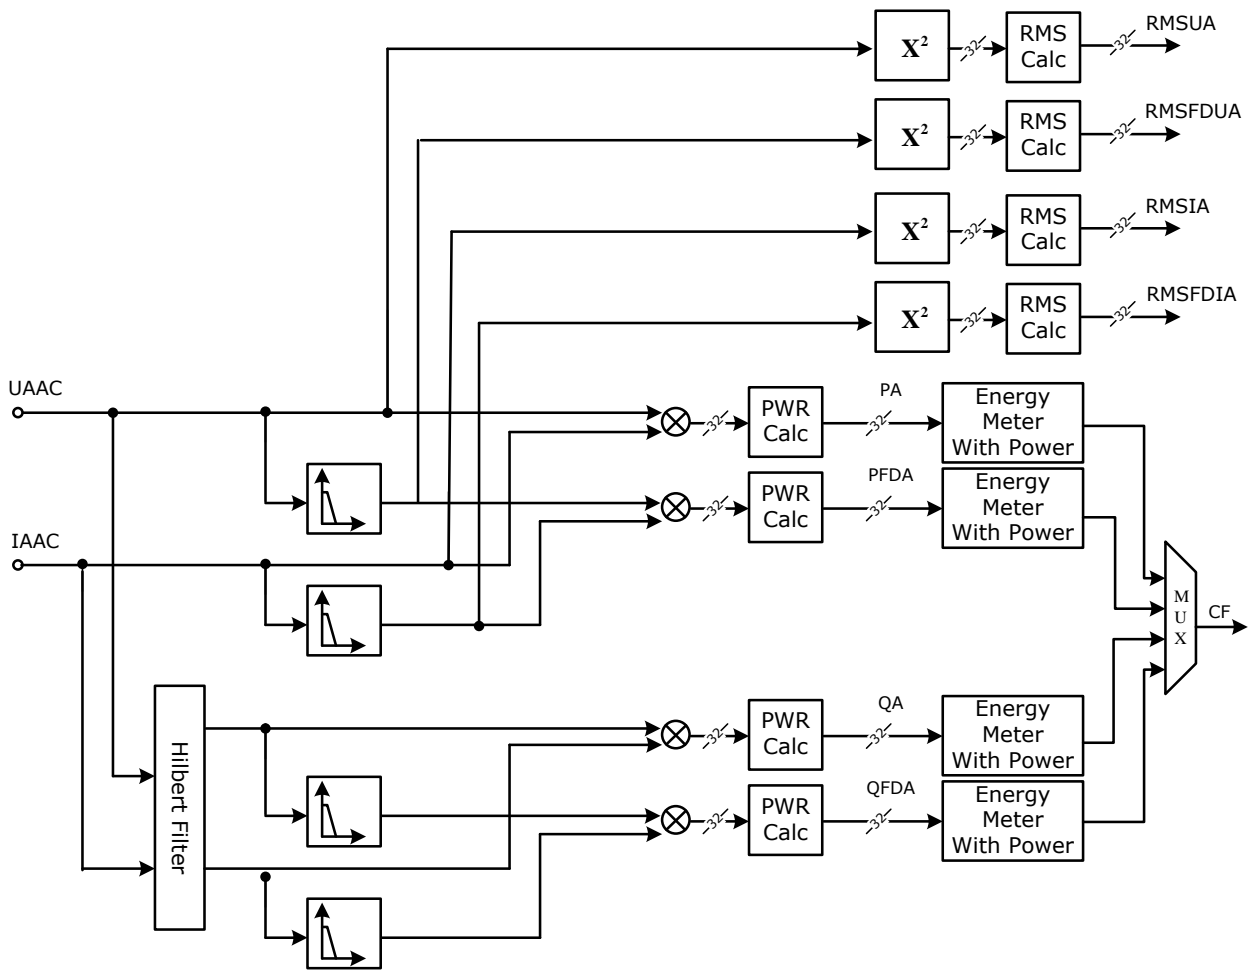 X² -32- RMS Calc -32- RMSUA
X² -32- RMS Calc -32- RMSFDUA
X² -32- RMS Calc -32- RMSIA
X² -32- RMS Calc -32- RMSFDIA
UAAC
-32-
PWR
Calc
PA
-32-
Energy
Meter
With Power
-32-
PWR
Calc
PFDA
-32-
Energy
Meter
With Power
IAAC
MUX
CF
Hilbert Filter
-32-
PWR
Calc
QA
-32-
Energy
Meter
With Power
-32-
PWR
Calc
QFDA
-32-
Energy
Meter
With Power